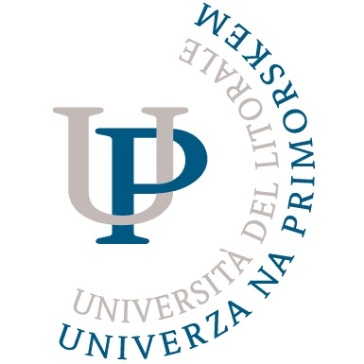 UP
UNIVERSITÀ DEL LITORALE
UNIVERZA NA PRIMORSKEM